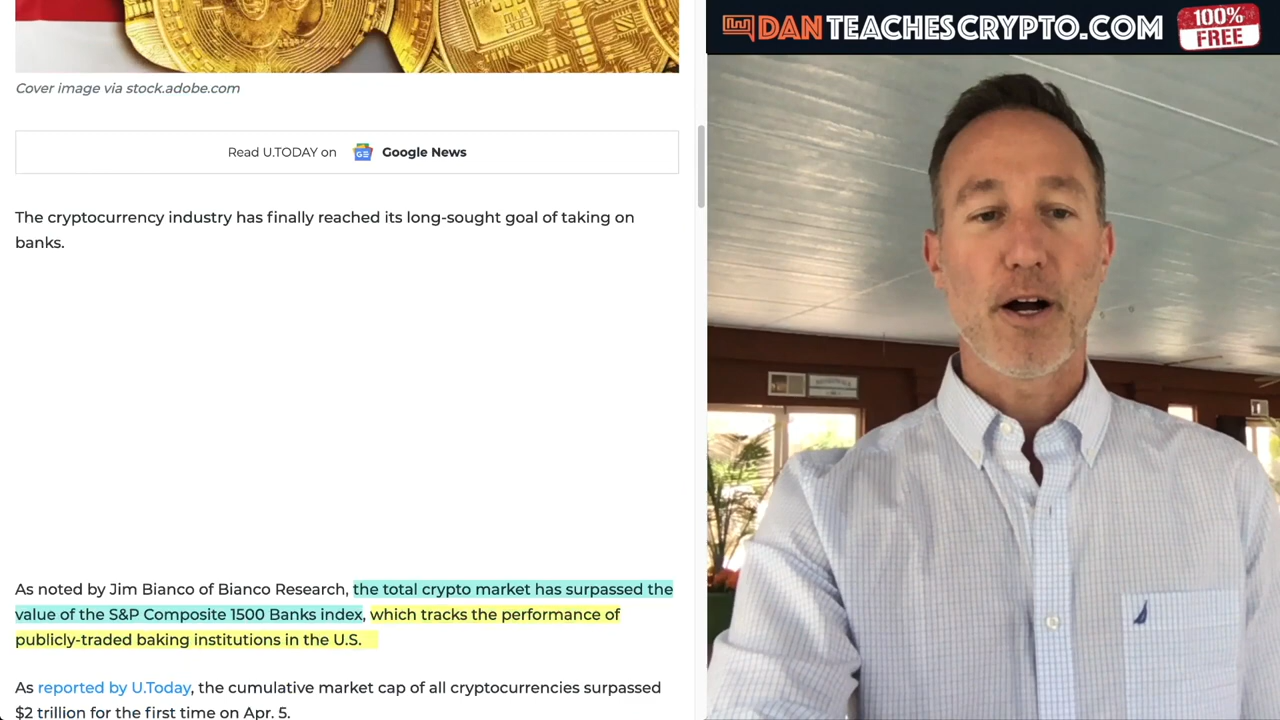 Cover image via stock.adobe.com
Read U.TODAY on GE Google News
The cryptocurrency industry has finally reached its long-sought goal of taking on
banks.
As noted by Jim Bianco of Bianco Research, the total crypto market has surpassed the
value of the S&P Composite 1500 Banks index, which tracks the performance of
publicly-traded baking institutions in the U.S.
As reported by U.Today, the cumulative market cap of all cryptocurrencies surpassed
$2 trillion for the first time on Apr. 5.
DANTEACHESCRYPTO.COM
100%
FREE